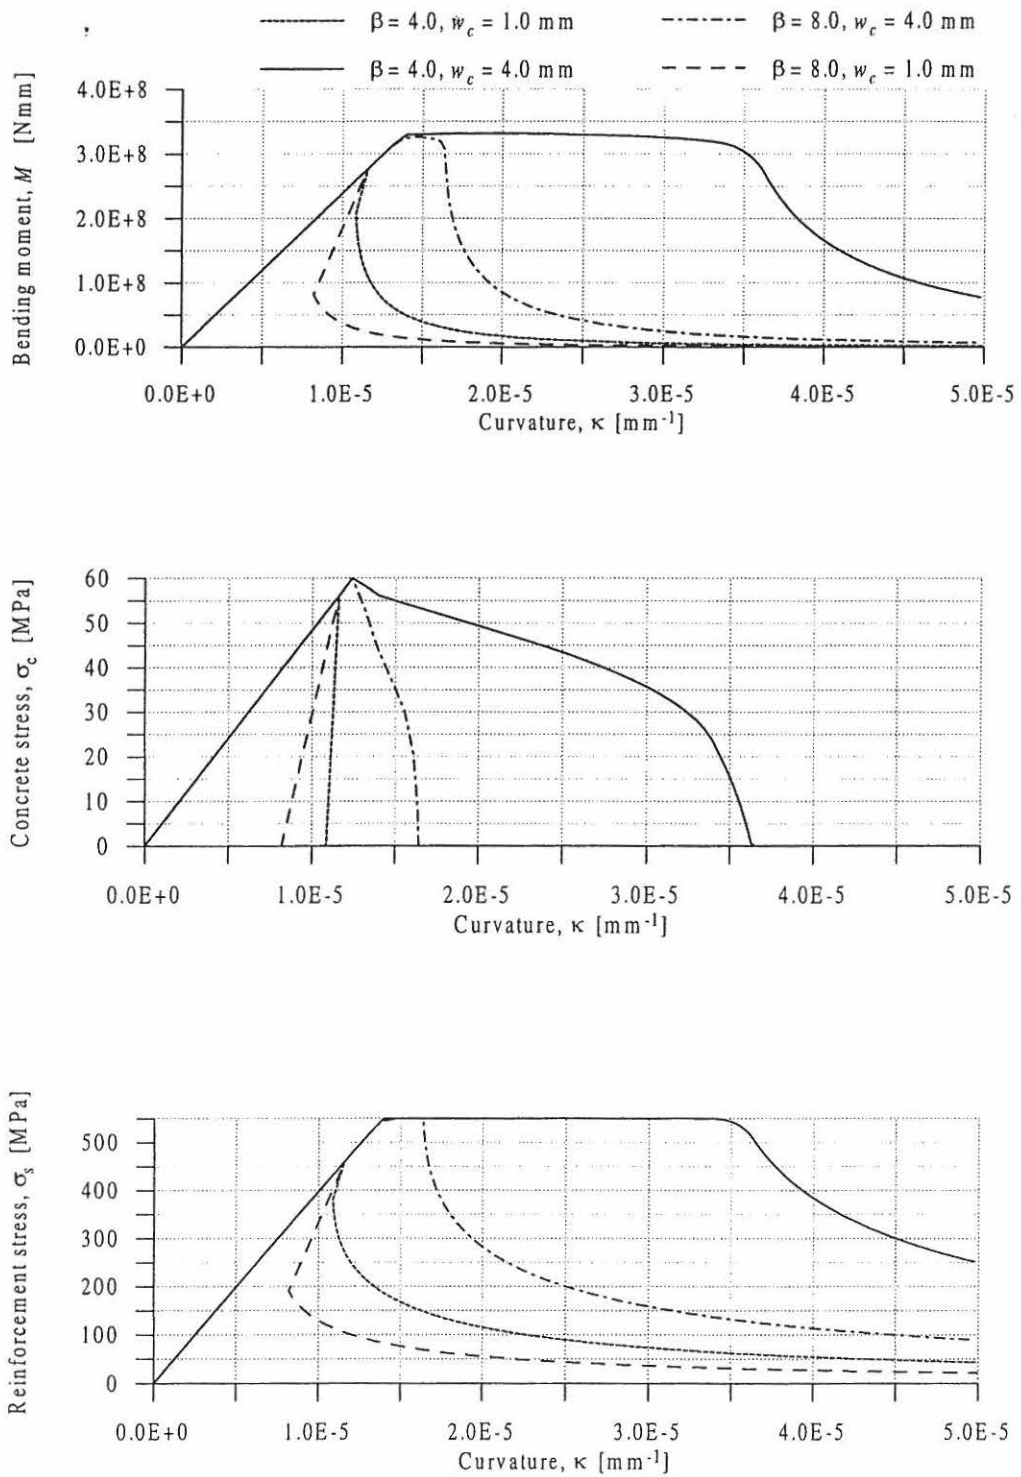 β = 4.0, w_c = 1.0 mm
β = 8.0, w_c = 4.0 mm
β = 4.0, w_c = 4.0 mm
β = 8.0, w_c = 1.0 mm
Bending moment, M [Nmm]
4.0E+8
3.0E+8
2.0E+8
1.0E+8
0.0E+0
0.0E+0 1.0E-5 2.0E-5 3.0E-5 4.0E-5 5.0E-5
Curvature, κ [mm⁻¹]
Concrete stress, σ_c [MPa]
60
50
40
30
20
10
0
0.0E+0 1.0E-5 2.0E-5 3.0E-5 4.0E-5 5.0E-5
Curvature, κ [mm⁻¹]
Reinforcement stress, σ_s [MPa]
500
400
300
200
100
0
0.0E+0 1.0E-5 2.0E-5 3.0E-5 4.0E-5 5.0E-5
Curvature, κ [mm⁻¹]